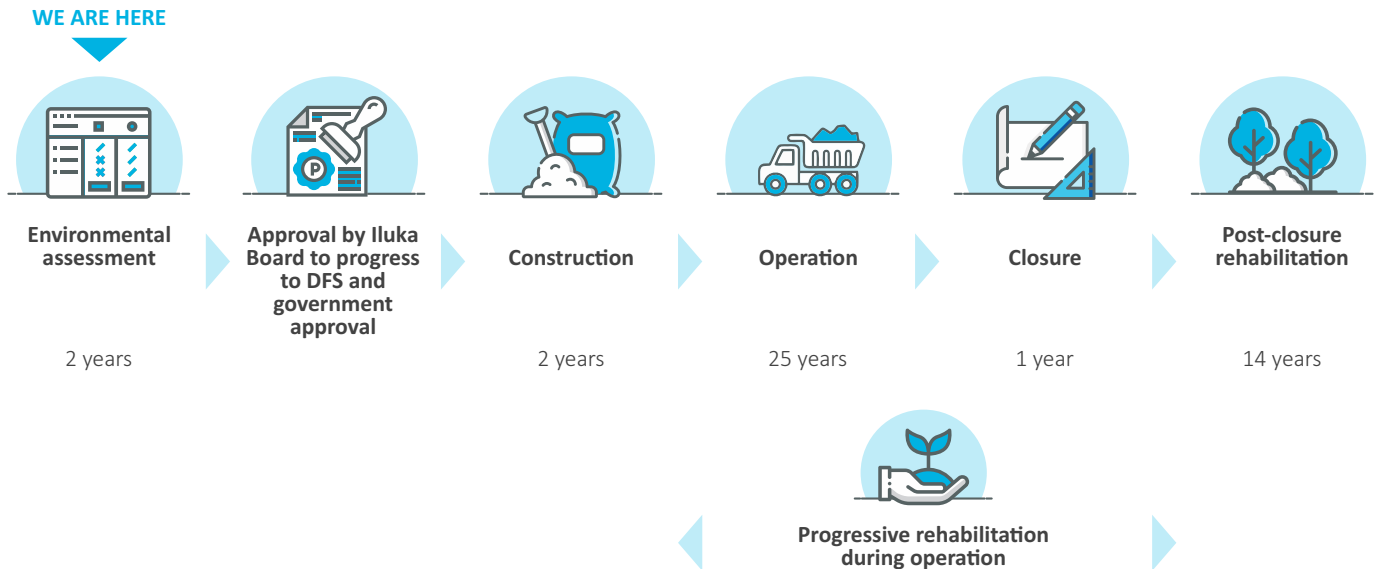 WE ARE HERE
P
Environmental
assessment
2 years
Approval by Iluka
Board to progress
to DFS and
government
approval
Construction
2 years
Operation
25 years
Closure
1 year
Post-closure
rehabilitation
14 years
Progressive rehabilitation
during operation